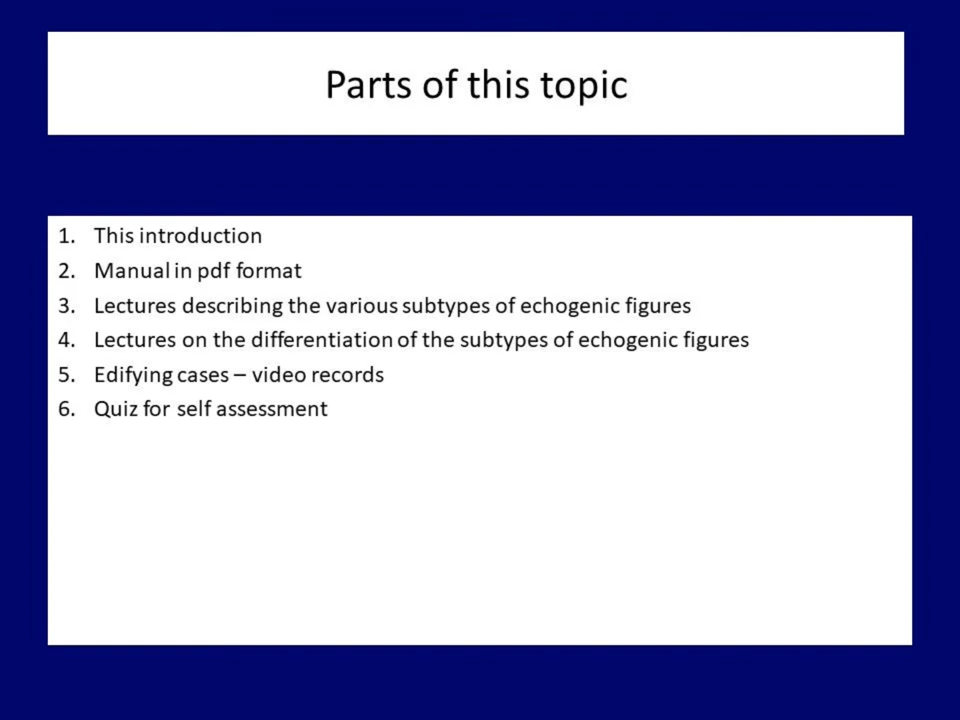 Parts of this topic
1. This introduction
2. Manual in pdf format
3. Lectures describing the various subtypes of echogenic figures
4. Lectures on the differentiation of the subtypes of echogenic figures
5. Edifying cases – video records
6. Quiz for self assessment